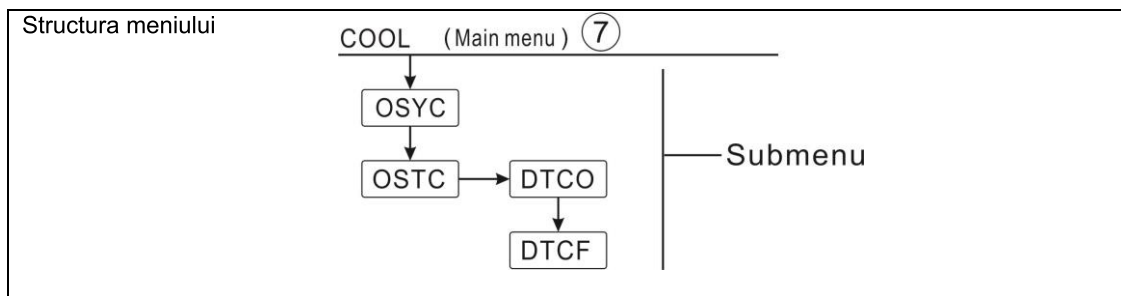 Structura meniului
COOL (Main menu) 7
OSYC
OSTC DTCO
Submenu
DTCF